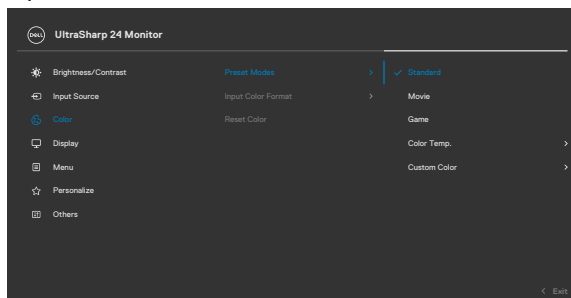 DELL UltraSharp 24 Monitor
Brightness/Contrast Preset Modes > ✓ Standard
Input Source Input Color Format > Movie
Color Reset Color Game
Display Color Temp. >
Menu Custom Color >
Personalize
Others
< Exit